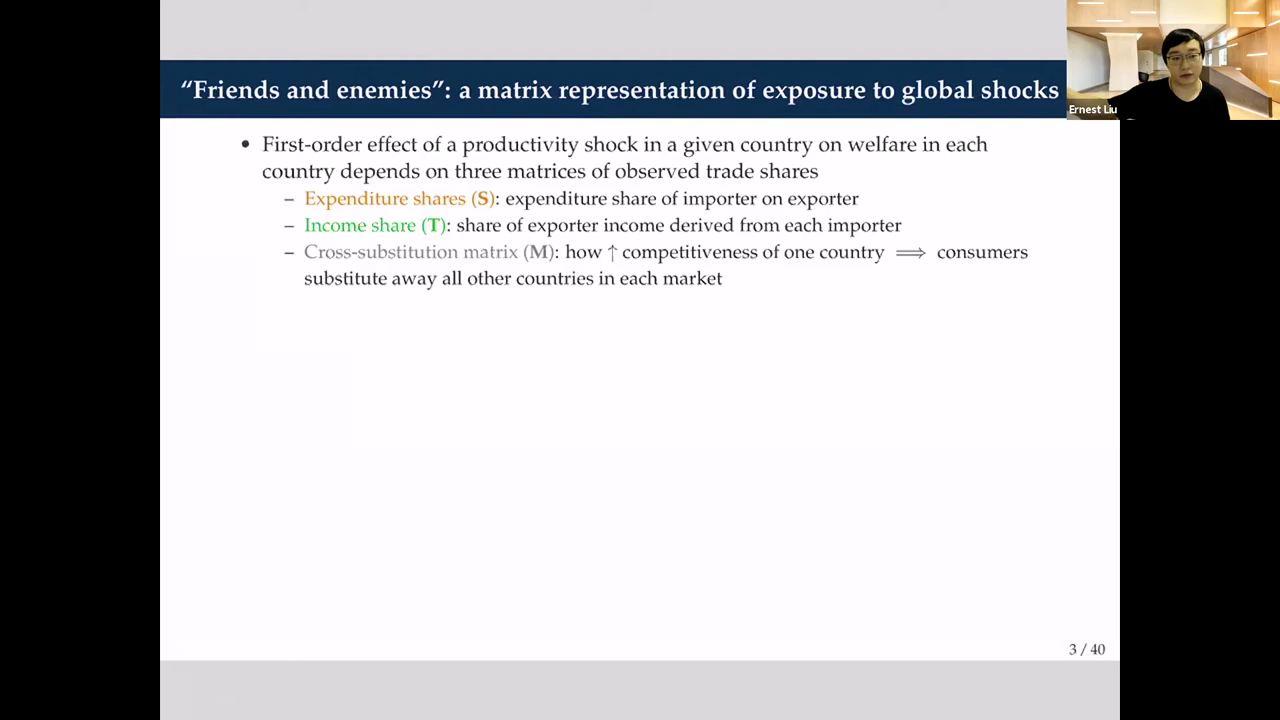 “Friends and enemies”: a matrix representation of exposure to global shocks
Ernest Liu
• First-order effect of a productivity shock in a given country on welfare in each
country depends on three matrices of observed trade shares
– Expenditure shares (S): expenditure share of importer on exporter
– Income share (T): share of exporter income derived from each importer
– Cross-substitution matrix (M): how ↑ competitiveness of one country ⟹ consumers
substitute away all other countries in each market
3 / 40